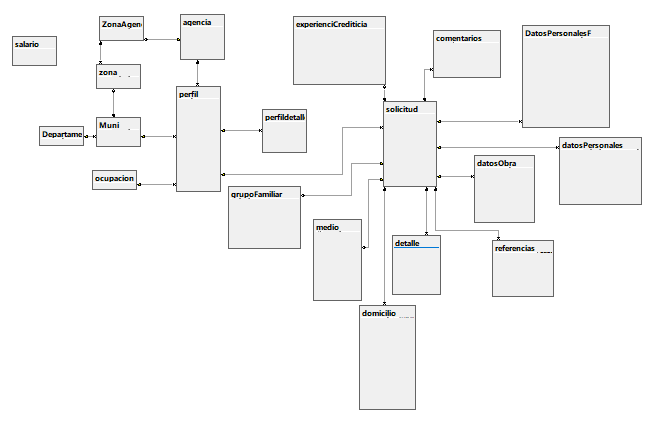 ZonaAgen
agencia
experienciCrediticia
DatosPersonalesF
comentarios
salario
zona
perfil
solicitud
perfildetall
Muni
Departame
datosPersonales
datosObra
ocupacion
grupoFamiliar
medio
detalle
referencias
domicilio